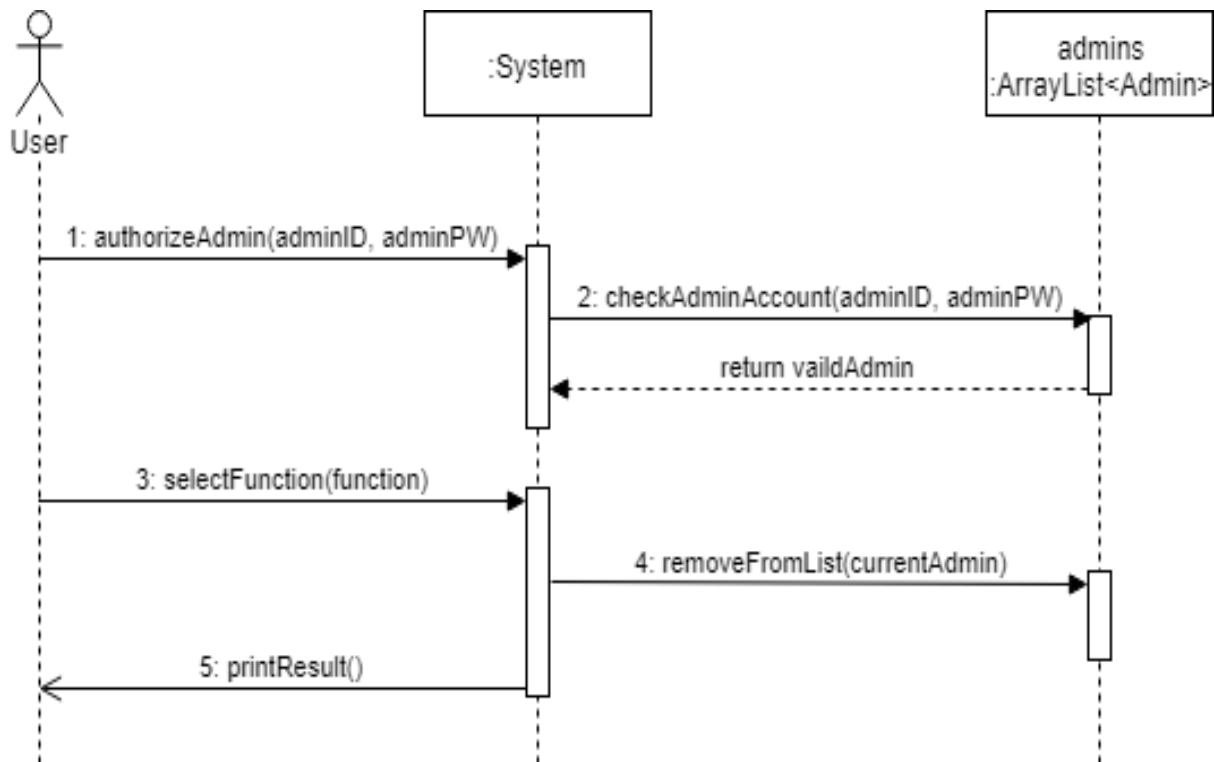 User
:System
admins
:ArrayList<Admin>
1: authorizeAdmin(adminID, adminPW)
2: checkAdminAccount(adminID, adminPW)
return vaildAdmin
3: selectFunction(function)
4: removeFromList(currentAdmin)
5: printResult()